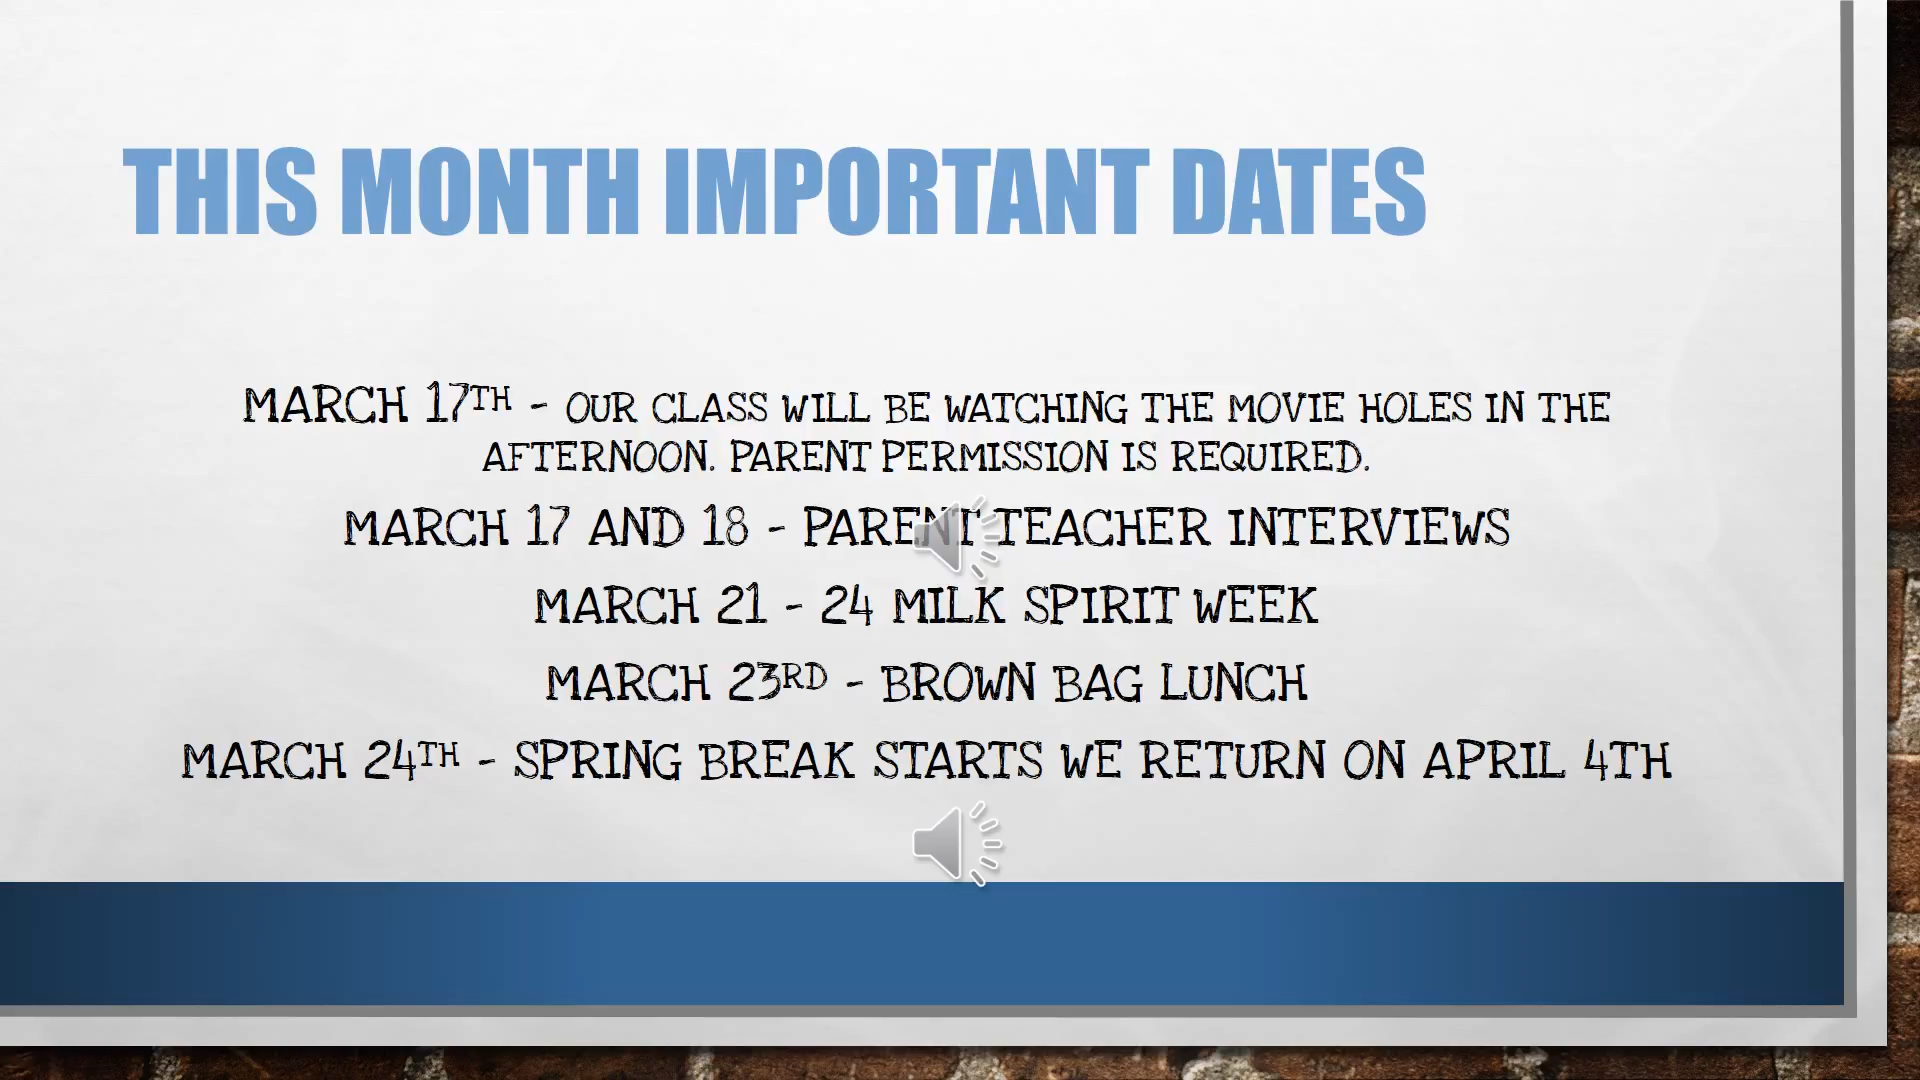 THIS MONTH IMPORTANT DATES
MARCH 17TH - OUR CLASS WILL BE WATCHING THE MOVIE HOLES IN THE
AFTERNOON. PARENT PERMISSION IS REQUIRED.
MARCH 17 AND 18 - PARENT TEACHER INTERVIEWS
MARCH 21 - 24 MILK SPIRIT WEEK
MARCH 23RD - BROWN BAG LUNCH
MARCH 24TH - SPRING BREAK STARTS WE RETURN ON APRIL 4TH